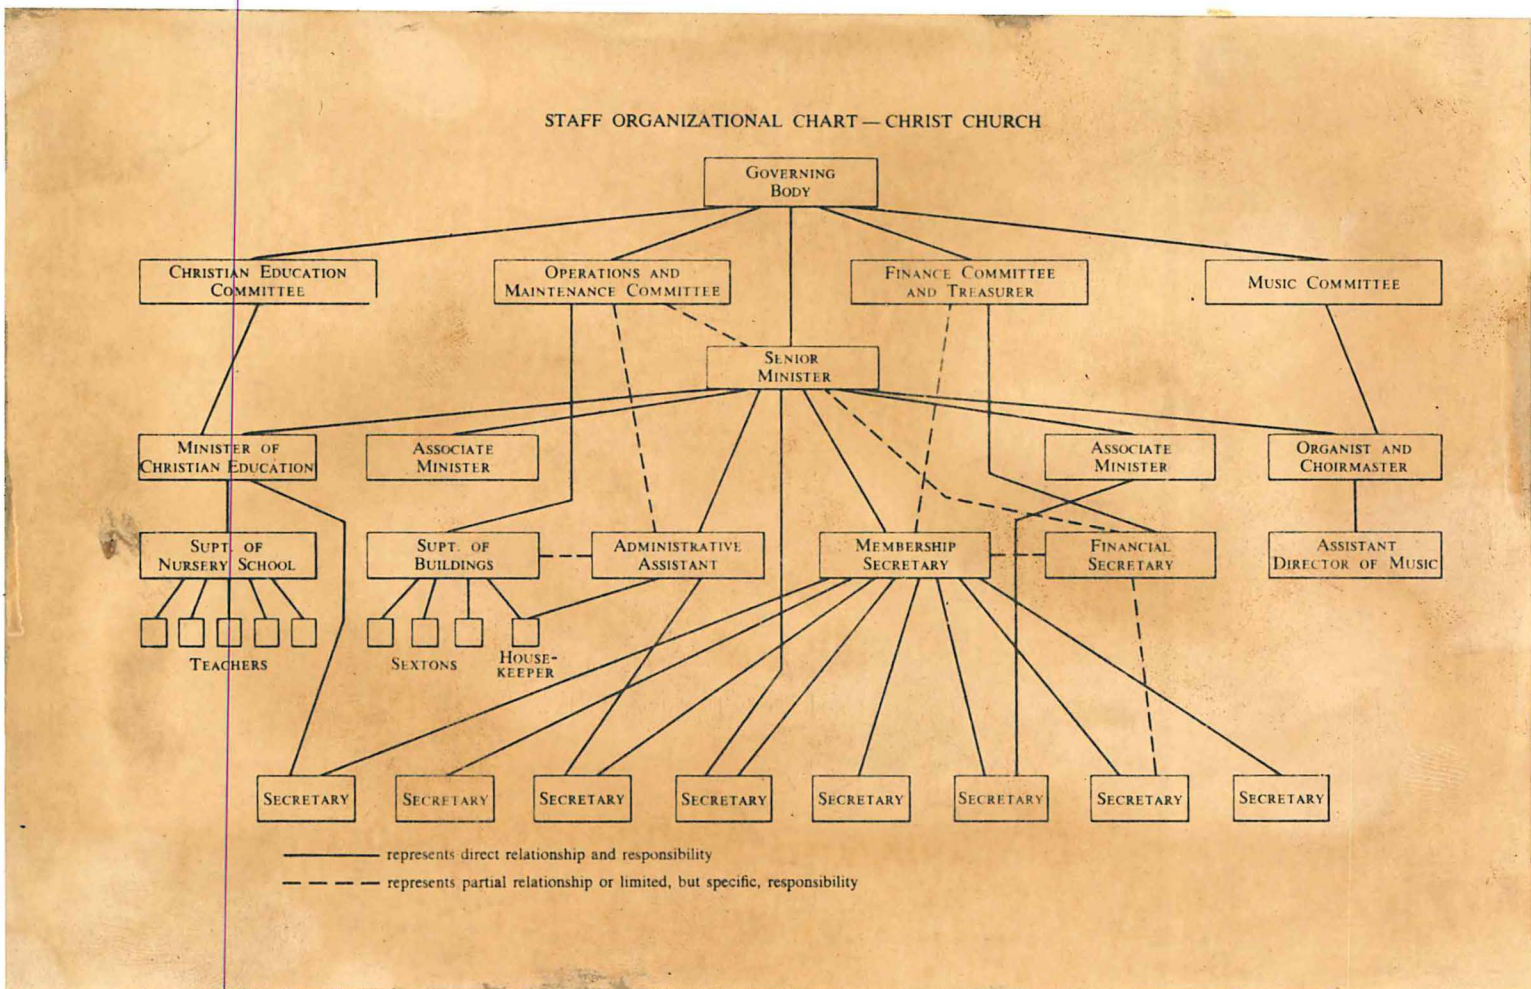 STAFF ORGANIZATIONAL CHART — CHRIST CHURCH
GOVERNING
BODY
CHRISTIAN EDUCATION
COMMITTEE
OPERATIONS AND
MAINTENANCE COMMITTEE
FINANCE COMMITTEE
AND TREASURER
MUSIC COMMITTEE
SENIOR
MINISTER
MINISTER OF
CHRISTIAN EDUCATION
ASSOCIATE
MINISTER
ASSOCIATE
MINISTER
ORGANIST AND
CHOIRMASTER
SUPT. OF
NURSERY SCHOOL
SUPT. OF
BUILDINGS
ADMINISTRATIVE
ASSISTANT
MEMBERSHIP
SECRETARY
FINANCIAL
SECRETARY
ASSISTANT
DIRECTOR OF MUSIC
TEACHERS
SEXTONS
HOUSE-
KEEPER
SECRETARY
SECRETARY
SECRETARY
SECRETARY
SECRETARY
SECRETARY
SECRETARY
SECRETARY
represents direct relationship and responsibility
represents partial relationship or limited, but specific, responsibility